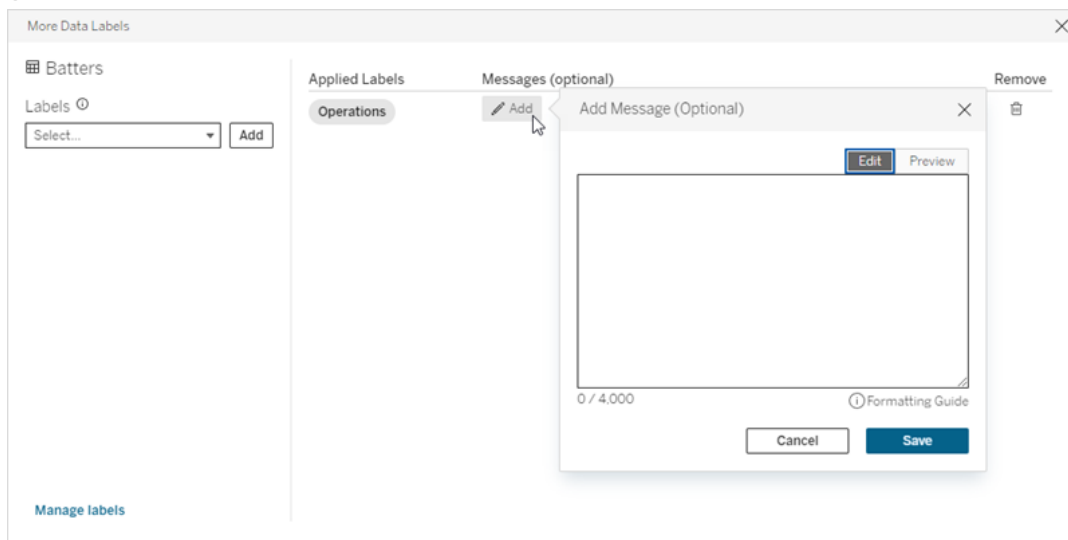 More Data Labels
Batters
Labels
Select...
Add
Manage labels
Applied Labels Messages (optional) Remove
Operations
Add
Add Message (Optional)
Edit Preview
0 / 4,000
Formatting Guide
Cancel Save